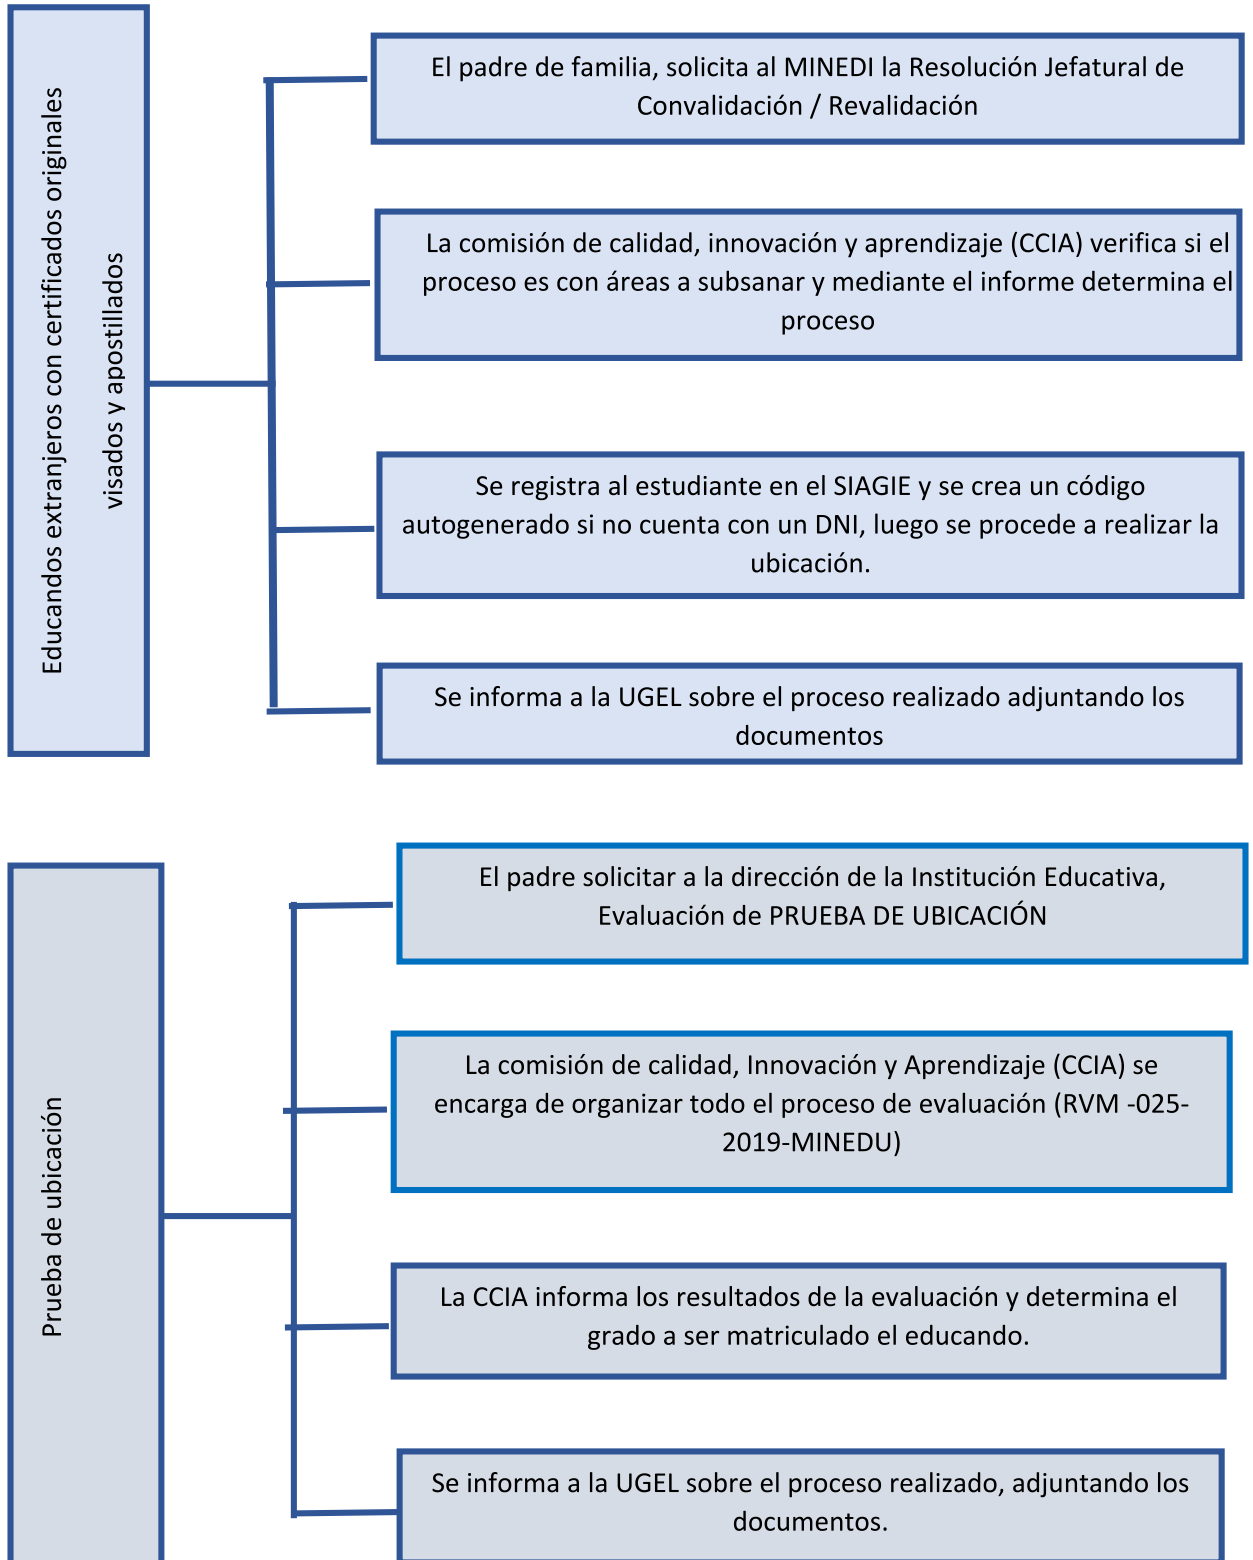 Educandos extranjeros con certificados originales
visados y apostillados
El padre de familia, solicita al MINEDI la Resolución Jefatural de
Convalidación / Revalidación
La comisión de calidad, innovación y aprendizaje (CCIA) verifica si el
proceso es con áreas a subsanar y mediante el informe determina el
proceso
Se registra al estudiante en el SIAGIE y se crea un código
autogenerado si no cuenta con un DNI, luego se procede a realizar la
ubicación.
Se informa a la UGEL sobre el proceso realizado adjuntando los
documentos
Prueba de ubicación
El padre solicitar a la dirección de la Institución Educativa,
Evaluación de PRUEBA DE UBICACIÓN
La comisión de calidad, Innovación y Aprendizaje (CCIA) se
encarga de organizar todo el proceso de evaluación (RVM -025-
2019-MINEDU)
La CCIA informa los resultados de la evaluación y determina el
grado a ser matriculado el educando.
Se informa a la UGEL sobre el proceso realizado, adjuntando los
documentos.